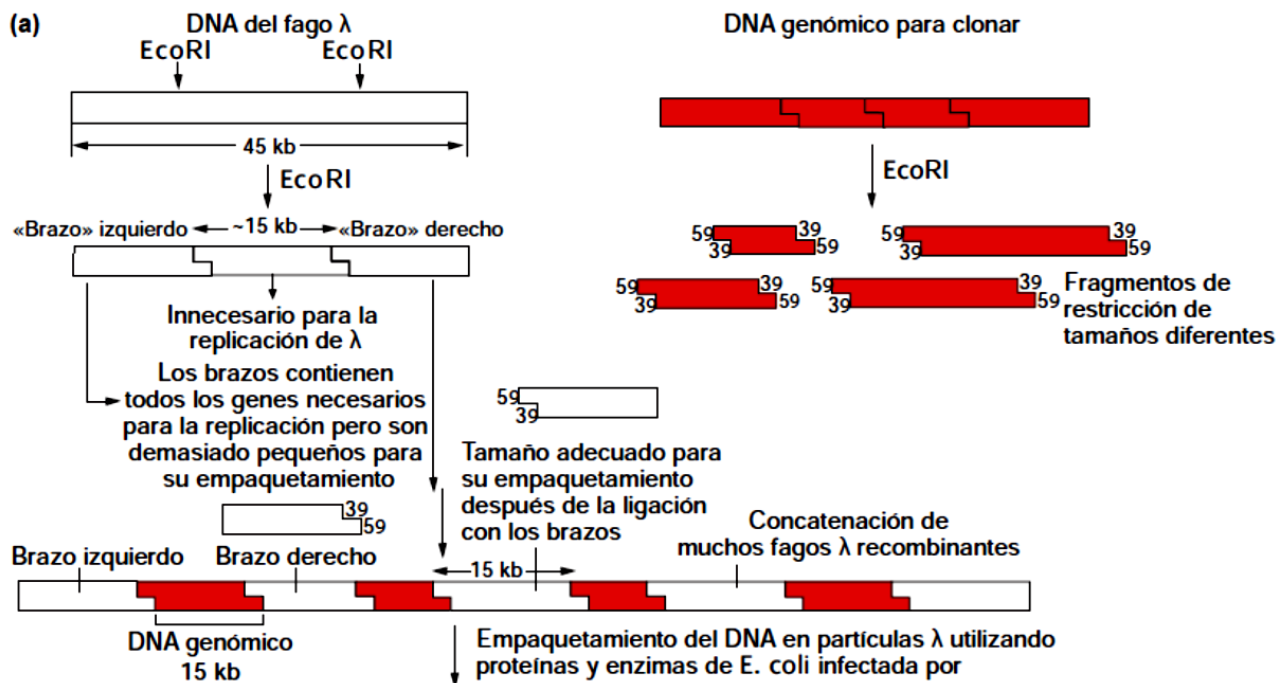 (a)
DNA del fago λ
EcoRI
EcoRI
45 kb
EcoRI
«Brazo» izquierdo
~15 kb
«Brazo» derecho
Innecesario para la
replicación de λ
Los brazos contienen
todos los genes necesarios
para la replicación pero son
demasiado pequeños para
su empaquetamiento
39
59
DNA genómico para clonar
EcoRI
59
39
39
59
59
39
39
59
59
39
39
59
59
39
39
59
Fragmentos de
restricción de
tamaños diferentes
59
39
Tamaño adecuado para
su empaquetamiento
después de la ligación
con los brazos
Concatenación de
muchos fagos λ recombinantes
Brazo izquierdo
Brazo derecho
15 kb
DNA genómico
15 kb
Empaquetamiento del DNA en partículas λ utilizando
proteínas y enzimas de E. coli infectada por